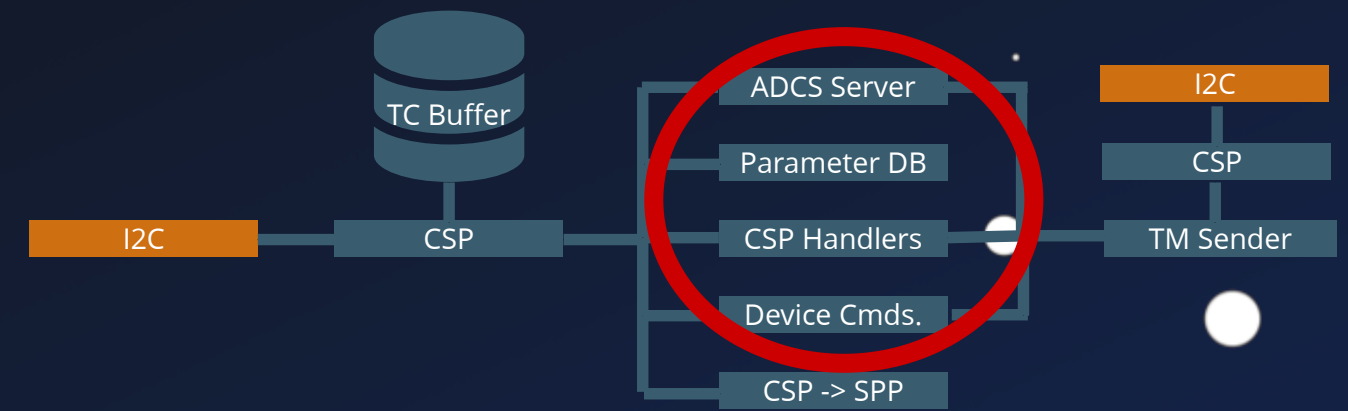 TC Buffer
I2C
CSP
ADCS Server
Parameter DB
CSP Handlers
Device Cmds.
CSP -> SPP
I2C
CSP
TM Sender